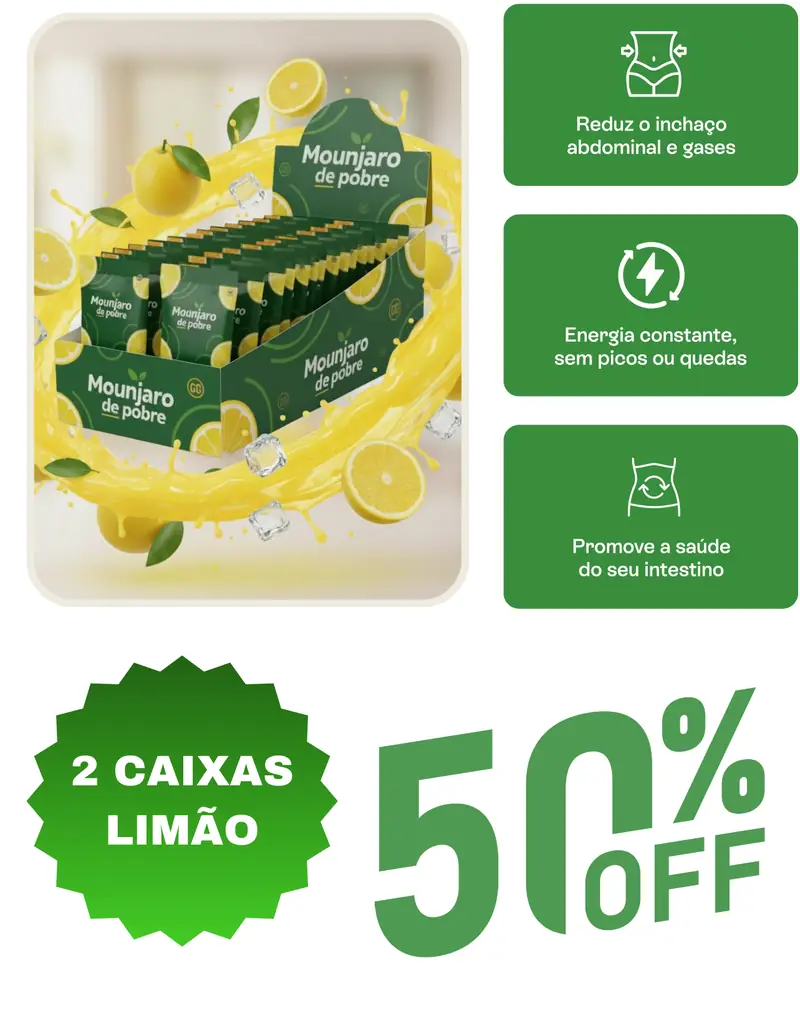 Mounjaro
de pobre
Mounjaro
de pobre
Mounjaro
de pobre
Mounjaro
de pobre
Mounjaro
de pobre
Reduz o inchaço
abdominal e gases
Energia constante,
sem picos ou quedas
Promove a saúde
do seu intestino
2 CAIXAS
LIMÃO
50%
OFF